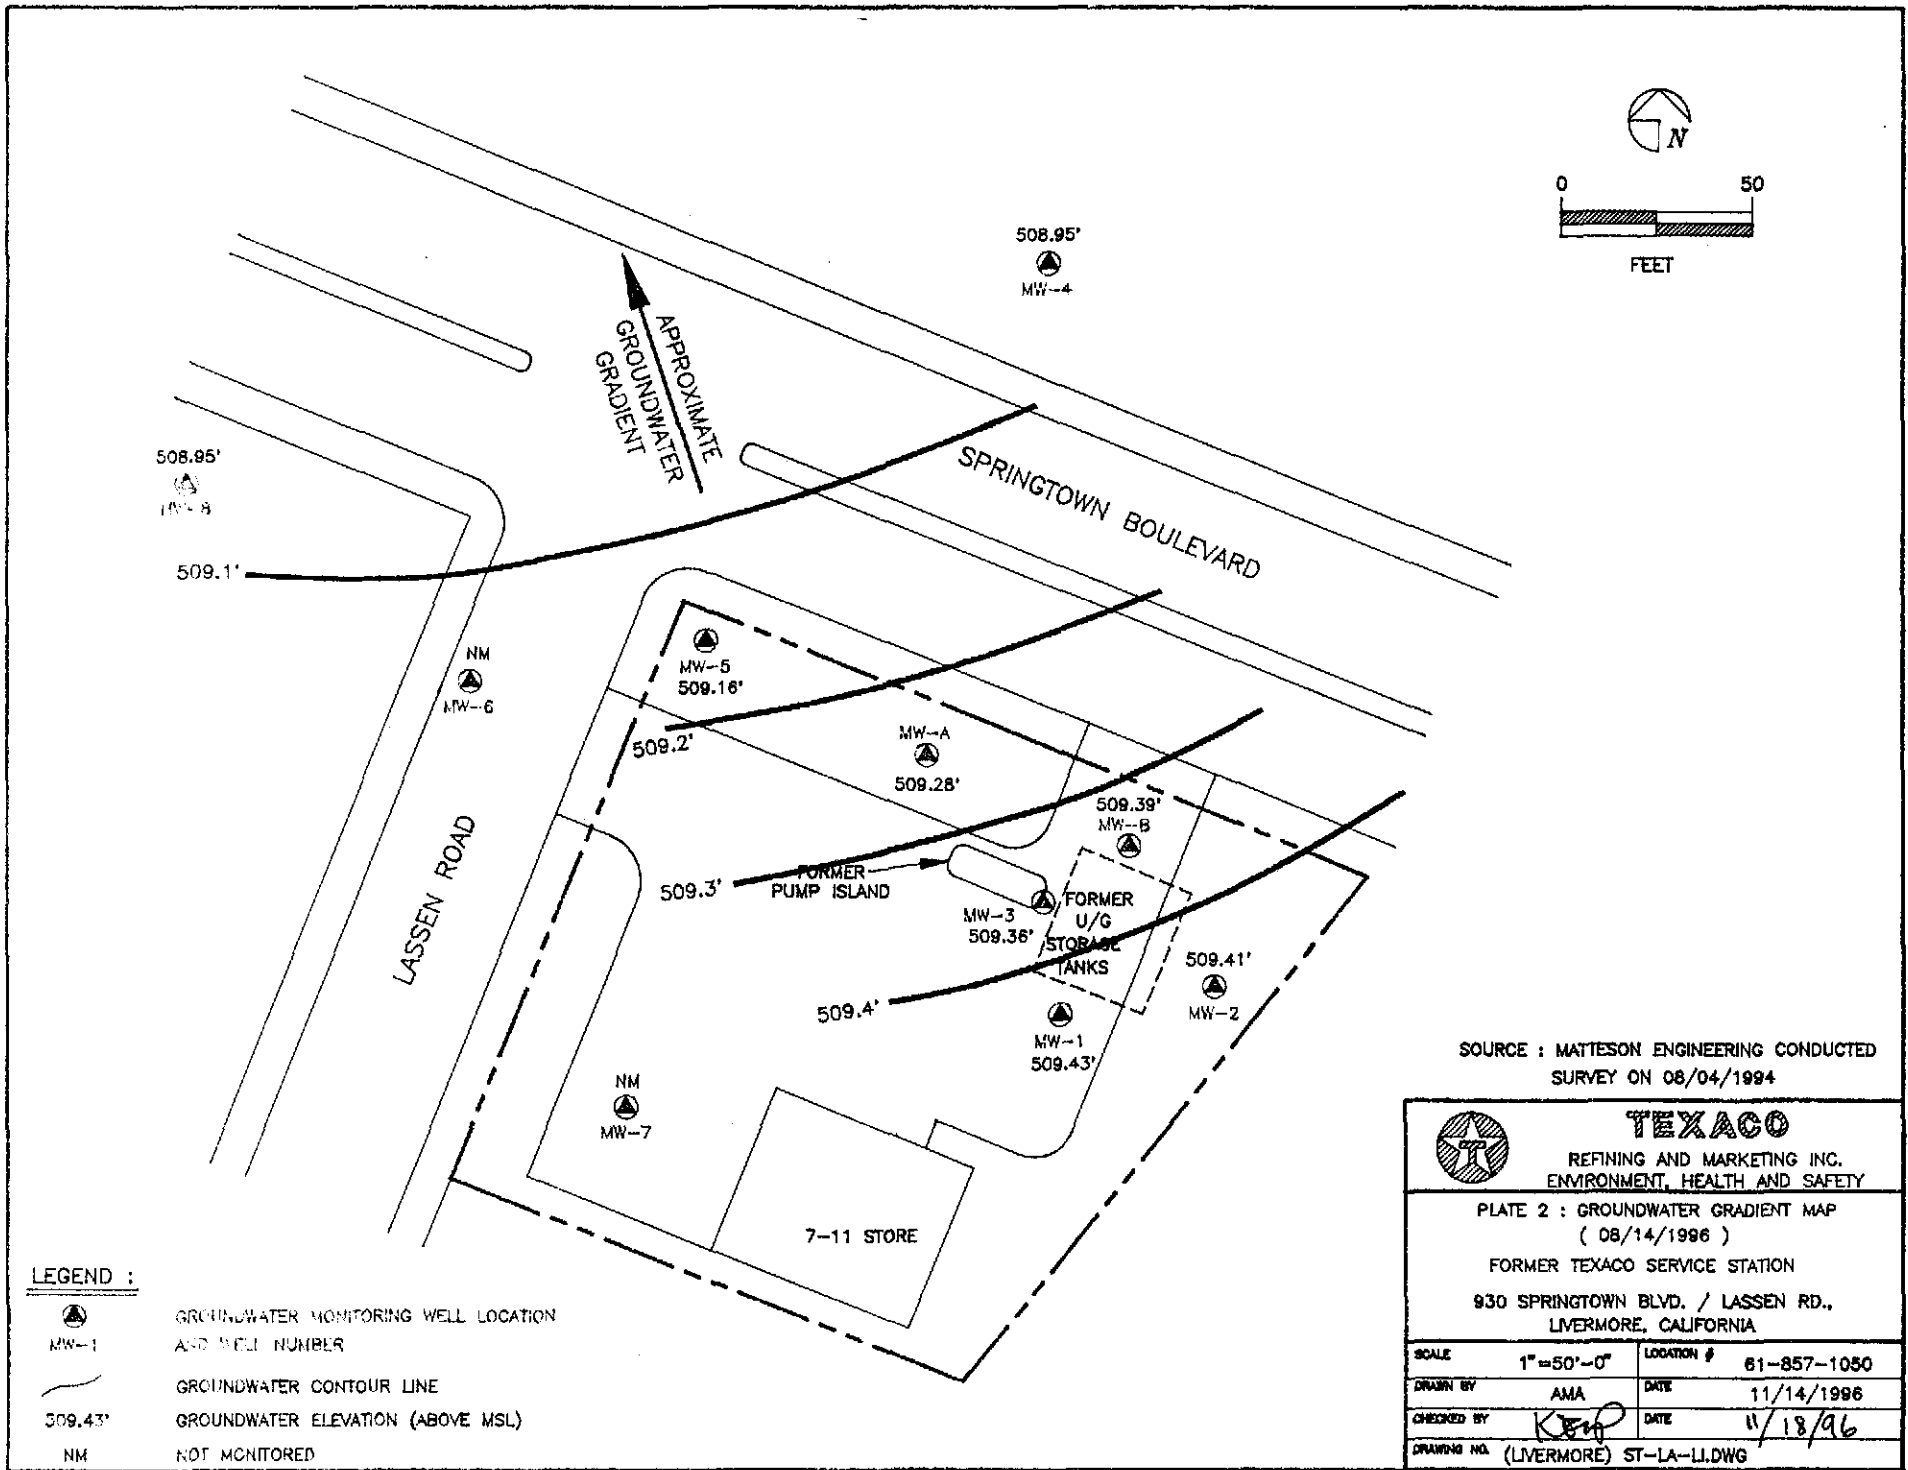 N
0 50
FEET
508.95'
MW-4
APPROXIMATE
GROUNDWATER
GRADIENT
SPRINGTOWN BOULEVARD
508.95'
509.1'
NM
MW-6
MW-5
509.16'
509.2'
MW-A
509.28'
509.39'
MW-B
509.3'
FORMER
PUMP ISLAND
MW-3
509.36'
FORMER
U/G
STORAGE
TANKS
509.41'
MW-2
509.4'
MW-1
509.43'
LASSEN ROAD
NM
MW-7
7-11 STORE
SOURCE : MATTESON ENGINEERING CONDUCTED
SURVEY ON 08/04/1994
T
TEXACO
REFINING AND MARKETING INC.
ENVIRONMENT, HEALTH AND SAFETY
PLATE 2 : GROUNDWATER GRADIENT MAP
( 08/14/1996 )
FORMER TEXACO SERVICE STATION
930 SPRINGTOWN BLVD. / LASSEN RD.,
LIVERMORE, CALIFORNIA
SCALE 1"=50'-0" LOCATION # 61-857-1050
DRAWN BY AMA DATE 11/14/1996
CHECKED BY DATE 11/18/96
DRAWING NO. (LIVERMORE) ST-LA-LI.DWG
LEGEND :
MW-1 GROUNDWATER MONITORING WELL LOCATION
AND WELL NUMBER
GROUNDWATER CONTOUR LINE
509.43' GROUNDWATER ELEVATION (ABOVE MSL)
NM NOT MONITORED